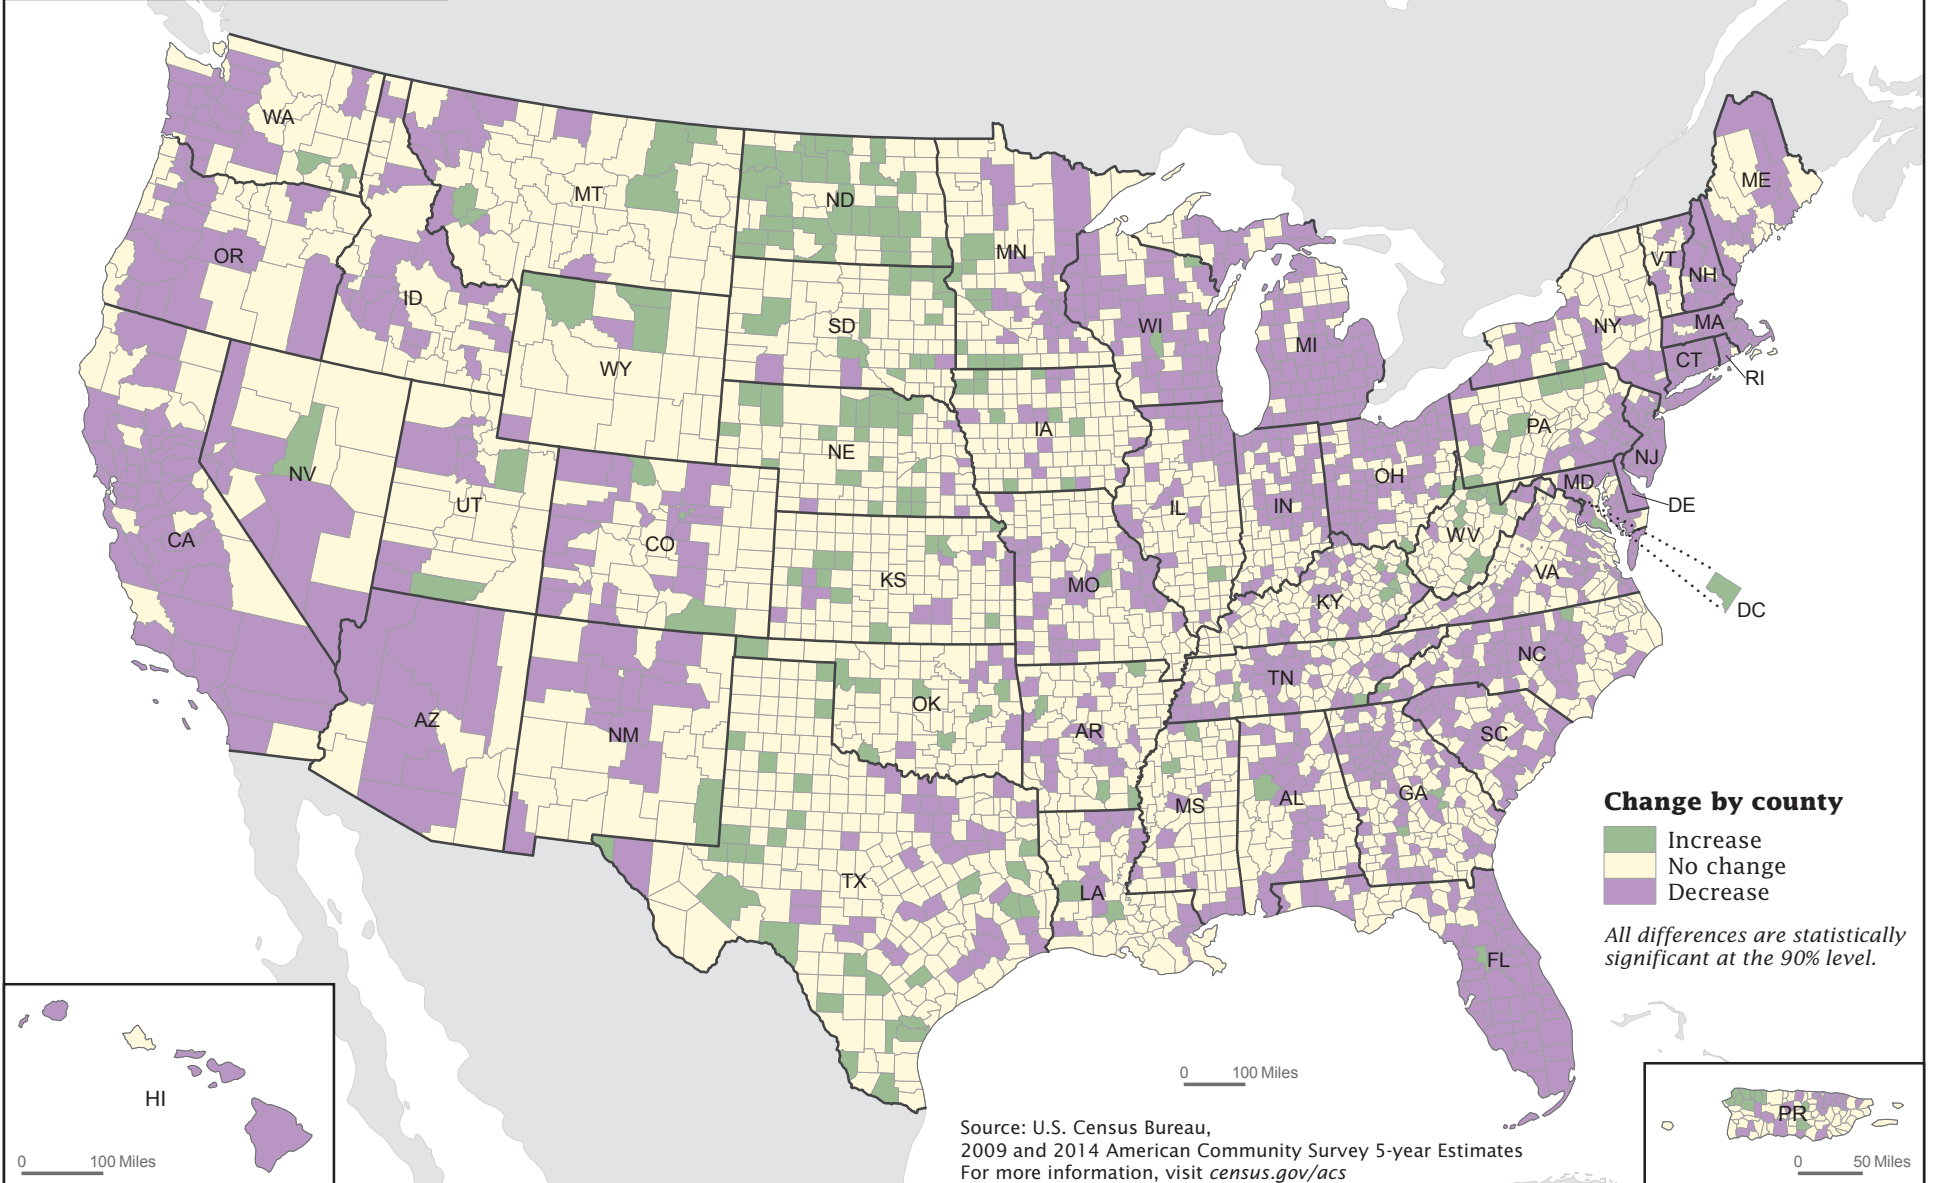 WA
MT
ND
MN
ME
OR
ID
WY
SD
WI
MI
VT
NH
NY
MA
CT
RI
NV
UT
CO
NE
IA
PA
NJ
CA
KS
MO
IL
IN
OH
WV
MD
DE
VA
DC
KY
AZ
NM
OK
AR
TN
NC
SC
TX
LA
MS
AL
GA
FL
Change by county
Increase
No change
Decrease
All differences are statistically
significant at the 90% level.
HI
0 100 Miles
0 100 Miles
PR
0 50 Miles
Source: U.S. Census Bureau,
2009 and 2014 American Community Survey 5-year Estimates
For more information, visit census.gov/acs